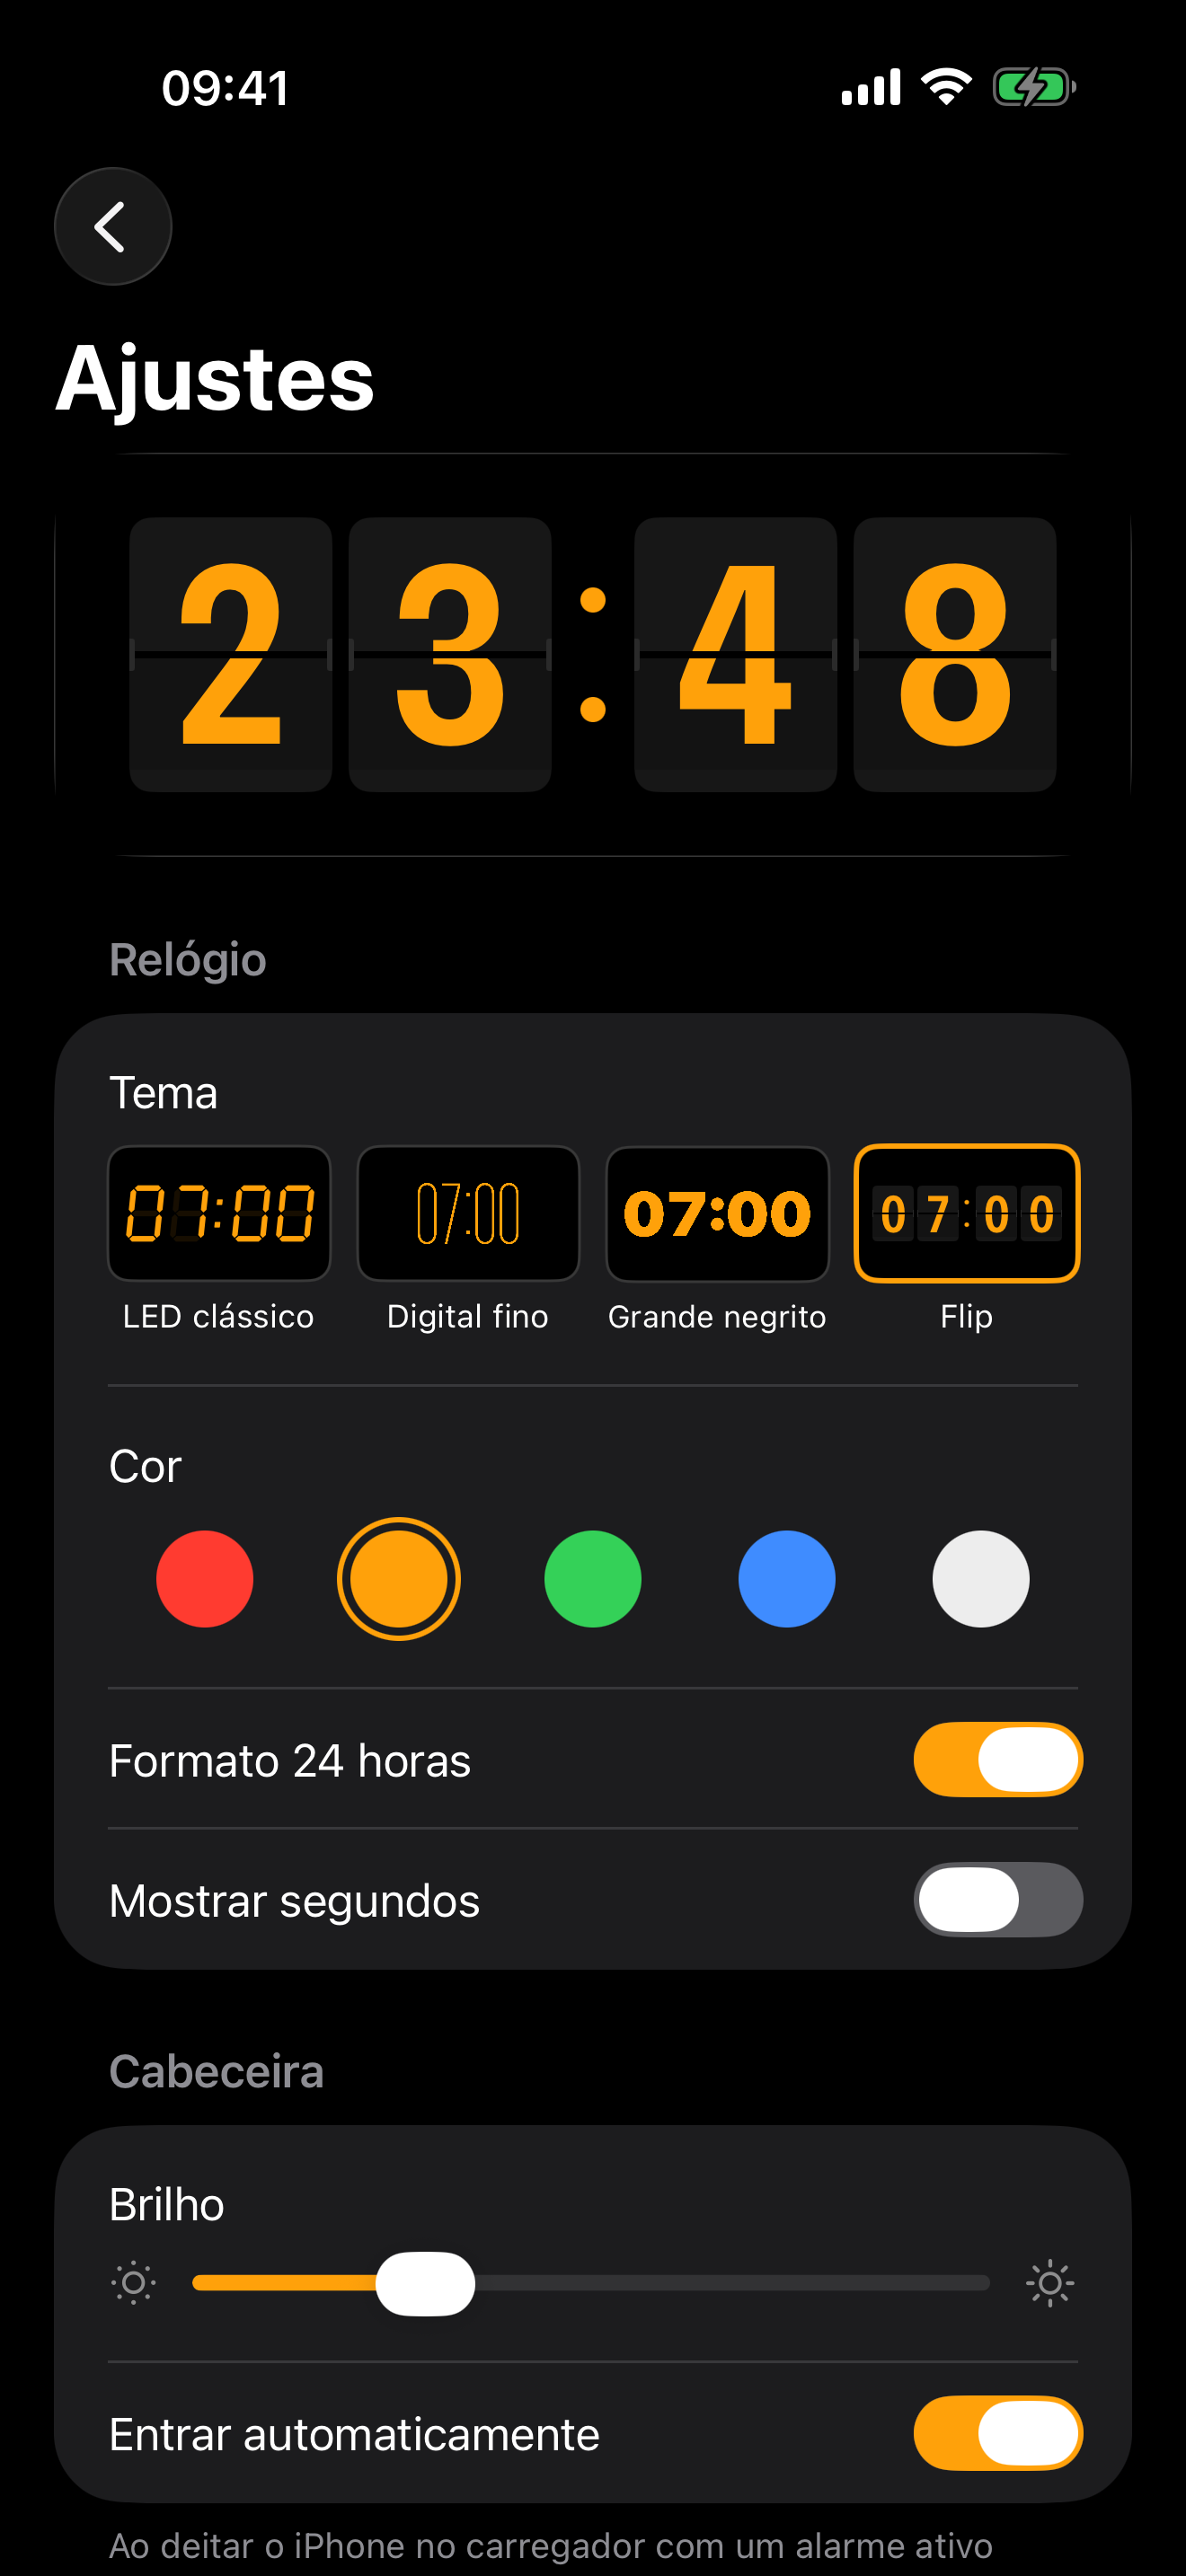 09:41
Ajustes
23:48
Relógio
Tema
07:00 07:00 07:00 07:00
LED clássico Digital fino Grande negrito Flip
Cor
Formato 24 horas
Mostrar segundos
Cabeceira
Brilho
Entrar automaticamente
Ao deitar o iPhone no carregador com um alarme ativo